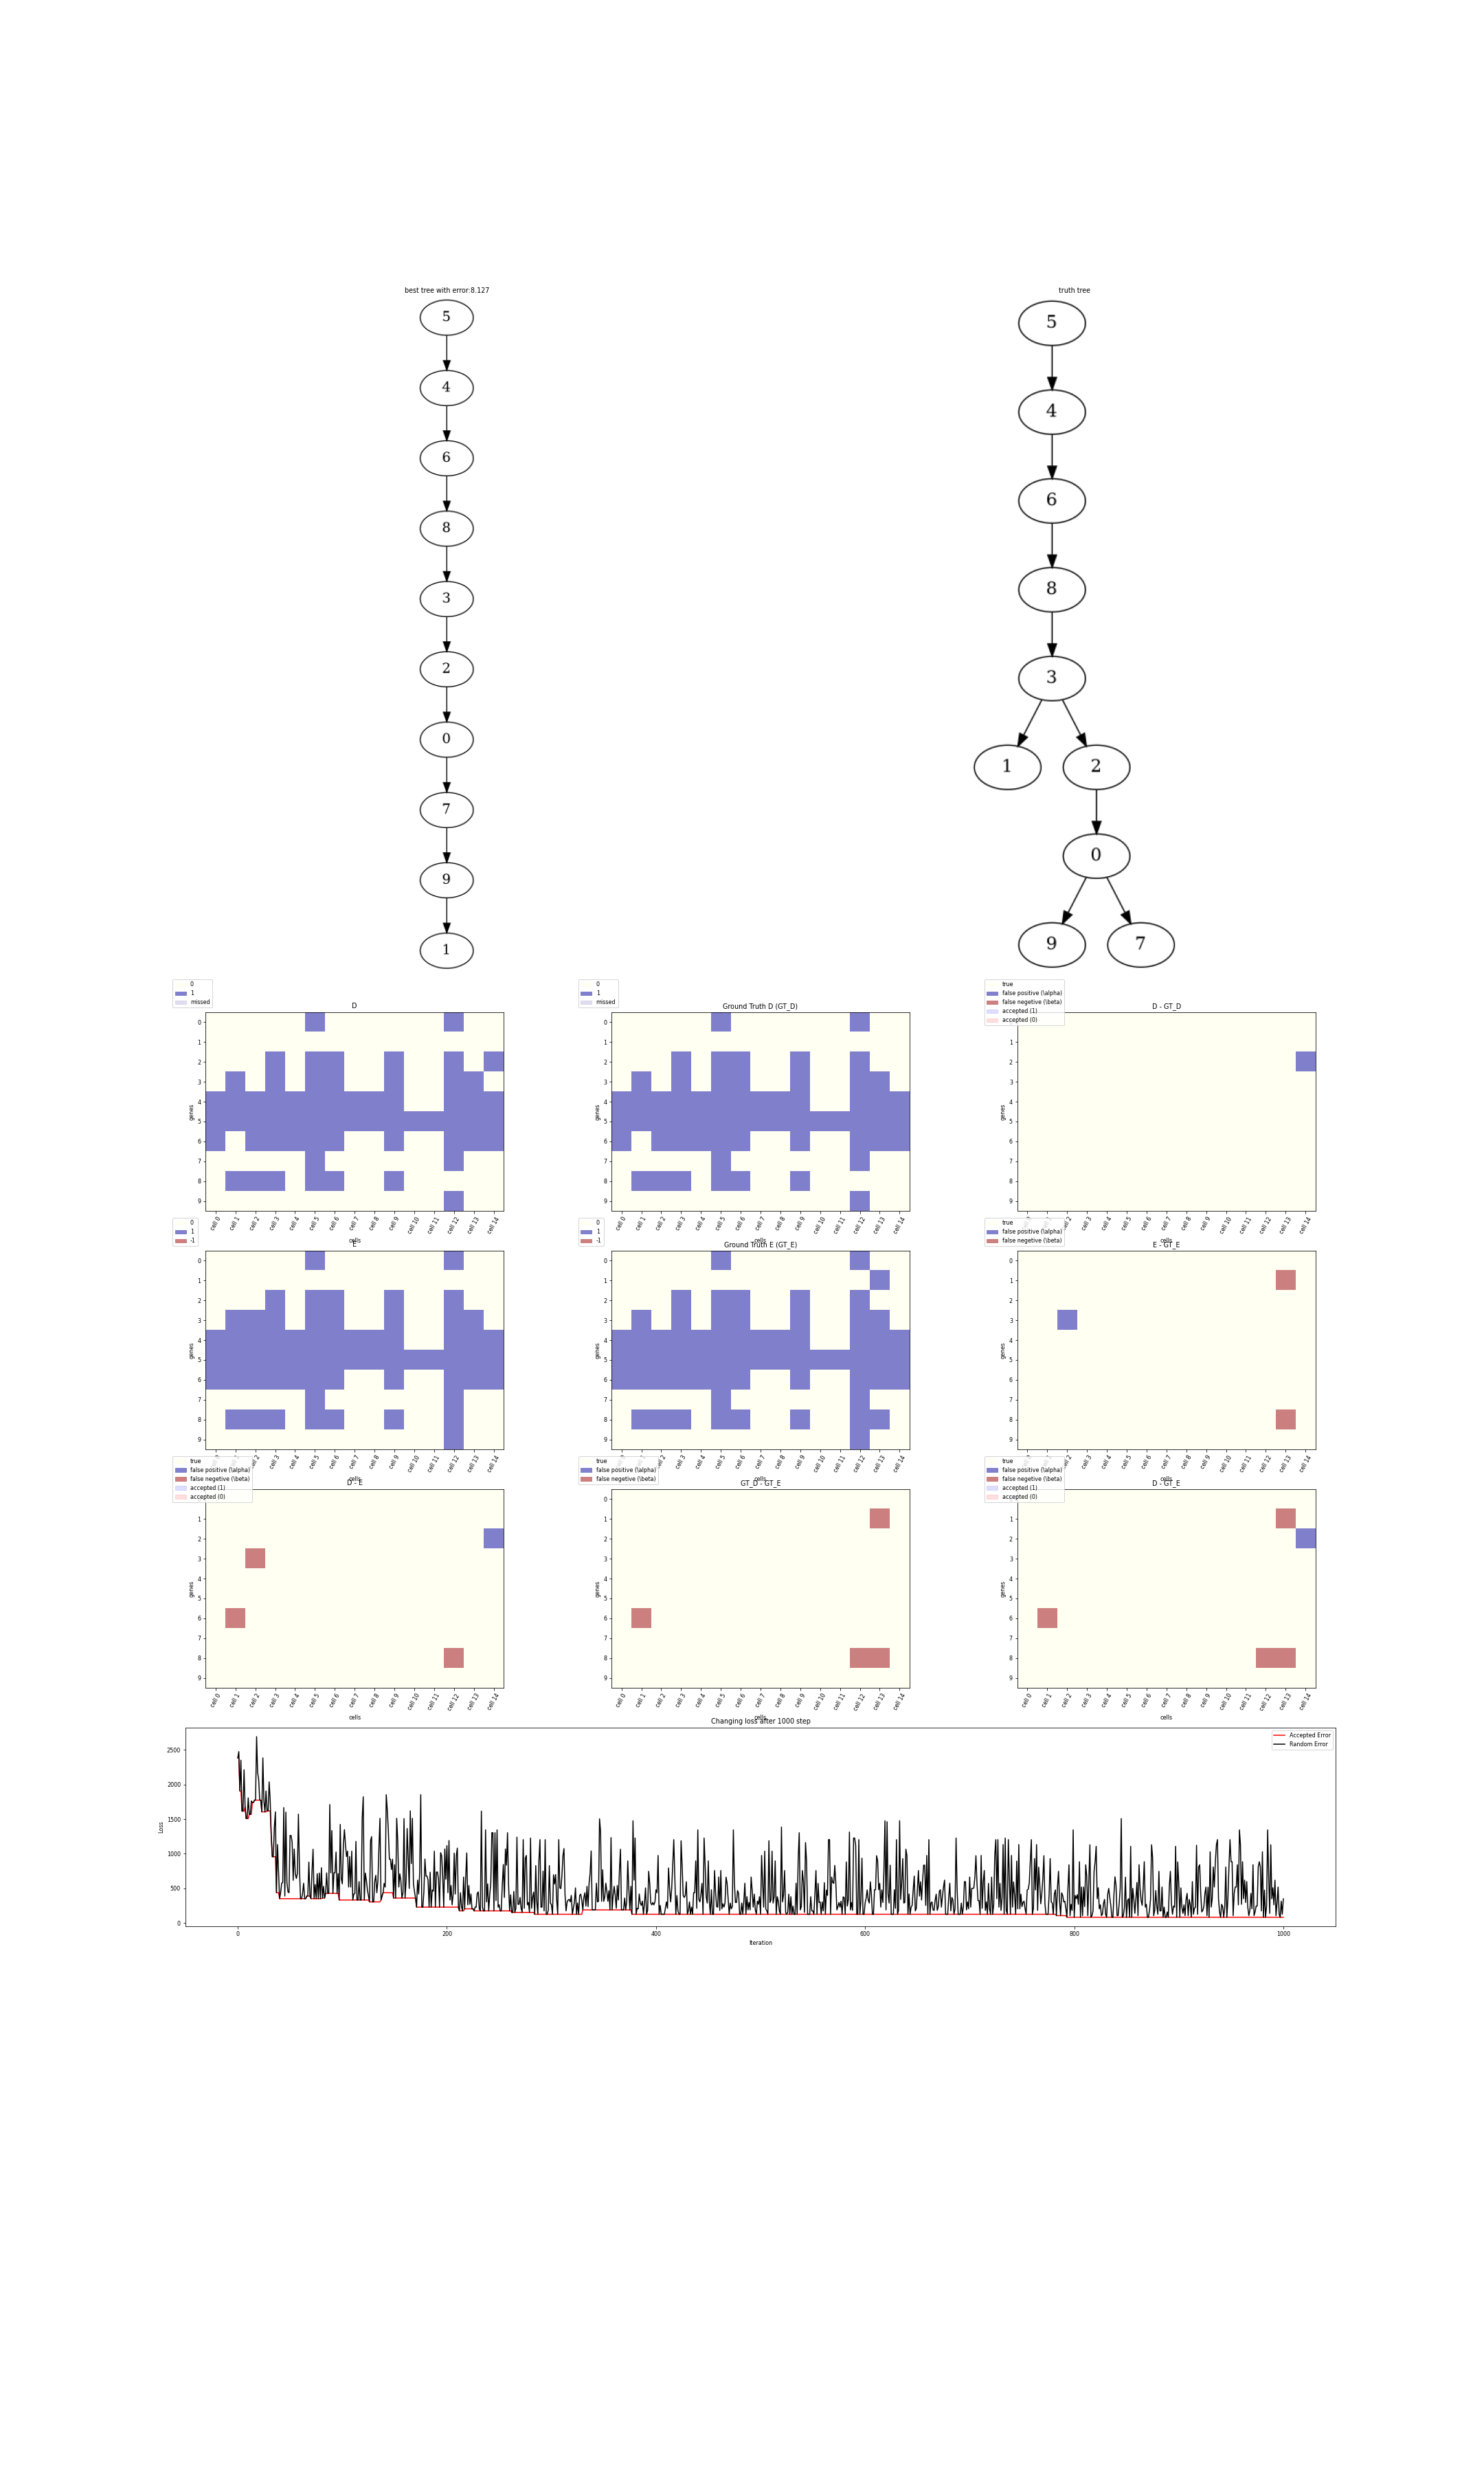 best tree with error:8.127
5
4
6
8
3
2
0
7
9
1
truth tree
5
4
6
8
3
1 2
0
9 7
0
1
missed
D
genes
0
1
2
3
4
5
6
7
8
9
cell 0 cell 1 cell 2 cell 3 cell 4 cell 5 cell 6 cell 7 cell 8 cell 9 cell 10 cell 11 cell 12 cell 13 cell 14
cells
0
1
missed
Ground Truth D (GT_D)
genes
0
1
2
3
4
5
6
7
8
9
cell 0 cell 1 cell 2 cell 3 cell 4 cell 5 cell 6 cell 7 cell 8 cell 9 cell 10 cell 11 cell 12 cell 13 cell 14
cells
true
false positive (\alpha)
false negetive (\beta)
accepted (1)
accepted (0)
D - GT_D
genes
1
2
3
4
5
6
7
8
9
cell 2 cell 3 cell 4 cell 5 cell 6 cell 7 cell 8 cell 9 cell 10 cell 11 cell 12 cell 13 cell 14
cells
0
1
-1
E
genes
0
1
2
3
4
5
6
7
8
9
cell 2 cell 3 cell 4 cell 5 cell 6 cell 7 cell 8 cell 9 cell 10 cell 11 cell 12 cell 13 cell 14
cells
0
1
-1
Ground Truth E (GT_E)
genes
0
1
2
3
4
5
6
7
8
9
cell 2 cell 3 cell 4 cell 5 cell 6 cell 7 cell 8 cell 9 cell 10 cell 11 cell 12 cell 13 cell 14
cells
true
false positive (\alpha)
false negetive (\beta)
E - GT_E
genes
0
1
2
3
4
5
6
7
8
9
cell 2 cell 3 cell 4 cell 5 cell 6 cell 7 cell 8 cell 9 cell 10 cell 11 cell 12 cell 13 cell 14
cells
true
false positive (\alpha)
false negetive (\beta)
accepted (1)
accepted (0)
D - E
genes
1
2
3
4
5
6
7
8
9
cell 0 cell 1 cell 2 cell 3 cell 4 cell 5 cell 6 cell 7 cell 8 cell 9 cell 10 cell 11 cell 12 cell 13 cell 14
cells
true
false positive (\alpha)
false negetive (\beta)
GT_D - GT_E
genes
0
1
2
3
4
5
6
7
8
9
cell 0 cell 1 cell 2 cell 3 cell 4 cell 5 cell 6 cell 7 cell 8 cell 9 cell 10 cell 11 cell 12 cell 13 cell 14
cells
true
false positive (\alpha)
false negetive (\beta)
accepted (1)
accepted (0)
D - GT_E
genes
1
2
3
4
5
6
7
8
9
cell 0 cell 1 cell 2 cell 3 cell 4 cell 5 cell 6 cell 7 cell 8 cell 9 cell 10 cell 11 cell 12 cell 13 cell 14
cells
Changing loss after 1000 step
Accepted Error
Random Error
Loss
2500
2000
1500
1000
500
0
0 200 400 600 800 1000
Iteration